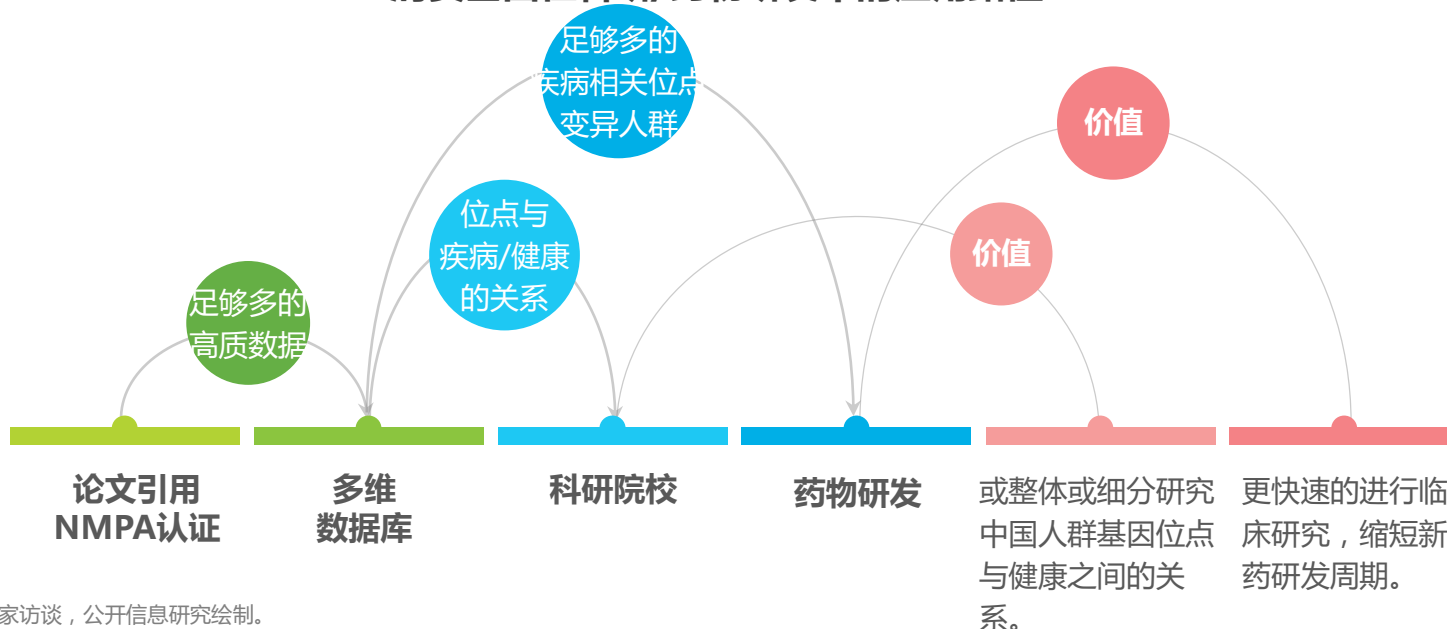 足够多的
疾病相关位点
变异人群
价值
位点与
疾病/健康
的关系
价值
足够多的
高质数据
论文引用
NMPA认证
多维
数据库
科研院校
药物研发
或整体或细分研究
中国人群基因位点
与健康之间的关
系。
更快速的进行临
床研究，缩短新
药研发周期。
家访谈，公开信息研究绘制。